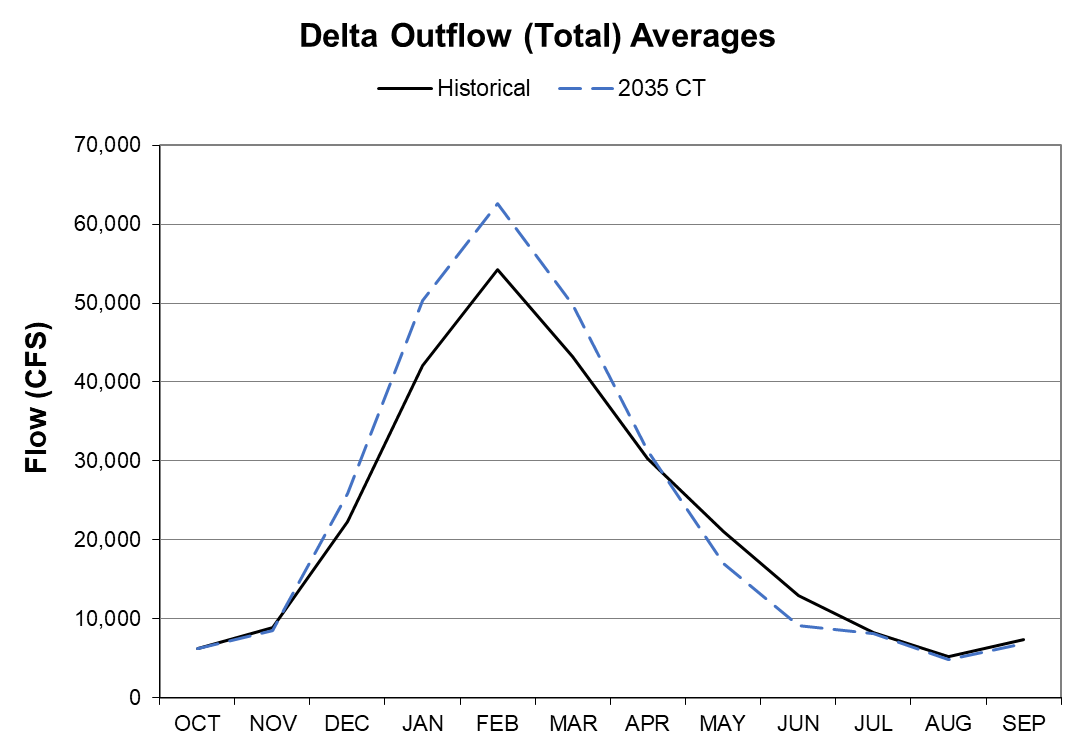 Delta Outflow (Total) Averages
Historical 2035 CT
Flow (CFS)
70,000
60,000
50,000
40,000
30,000
20,000
10,000
0
OCT NOV DEC JAN FEB MAR APR MAY JUN JUL AUG SEP